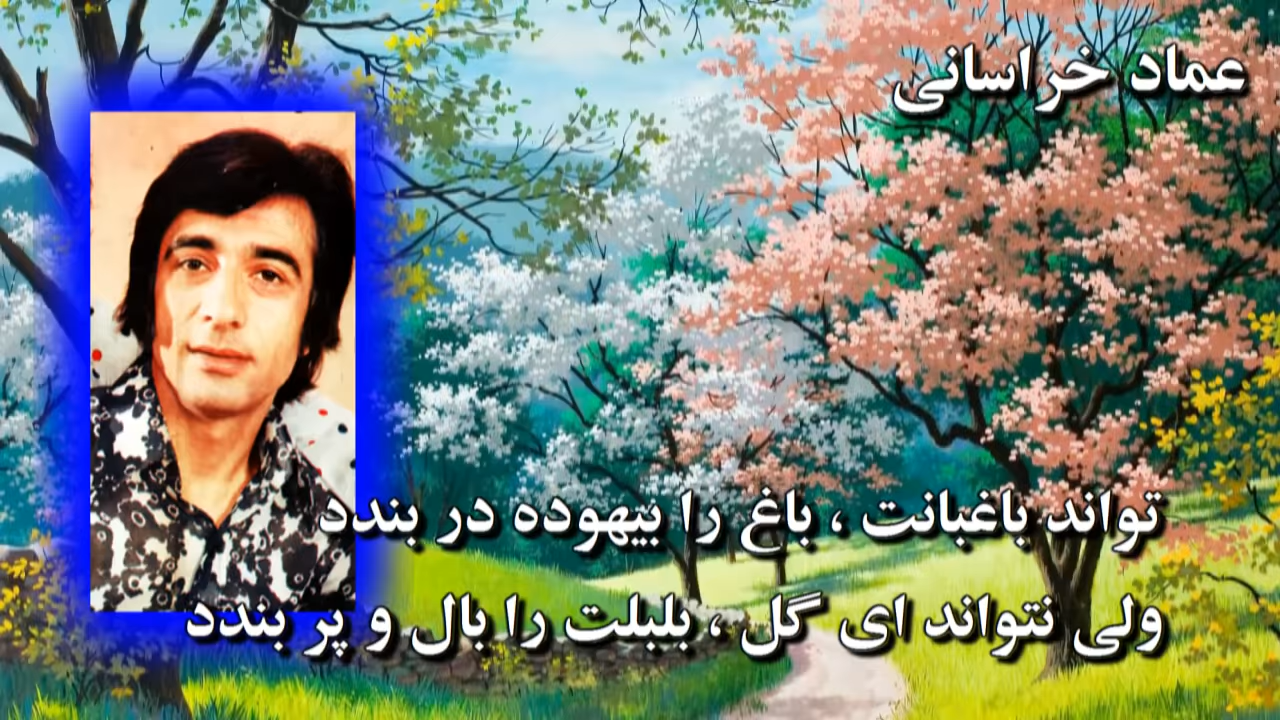 عماد خراسانی
تواند باغبانت ، باغ را بیهوده در بندد
ولی نتواند ای گل ، بلبلت را بال و پر بندد